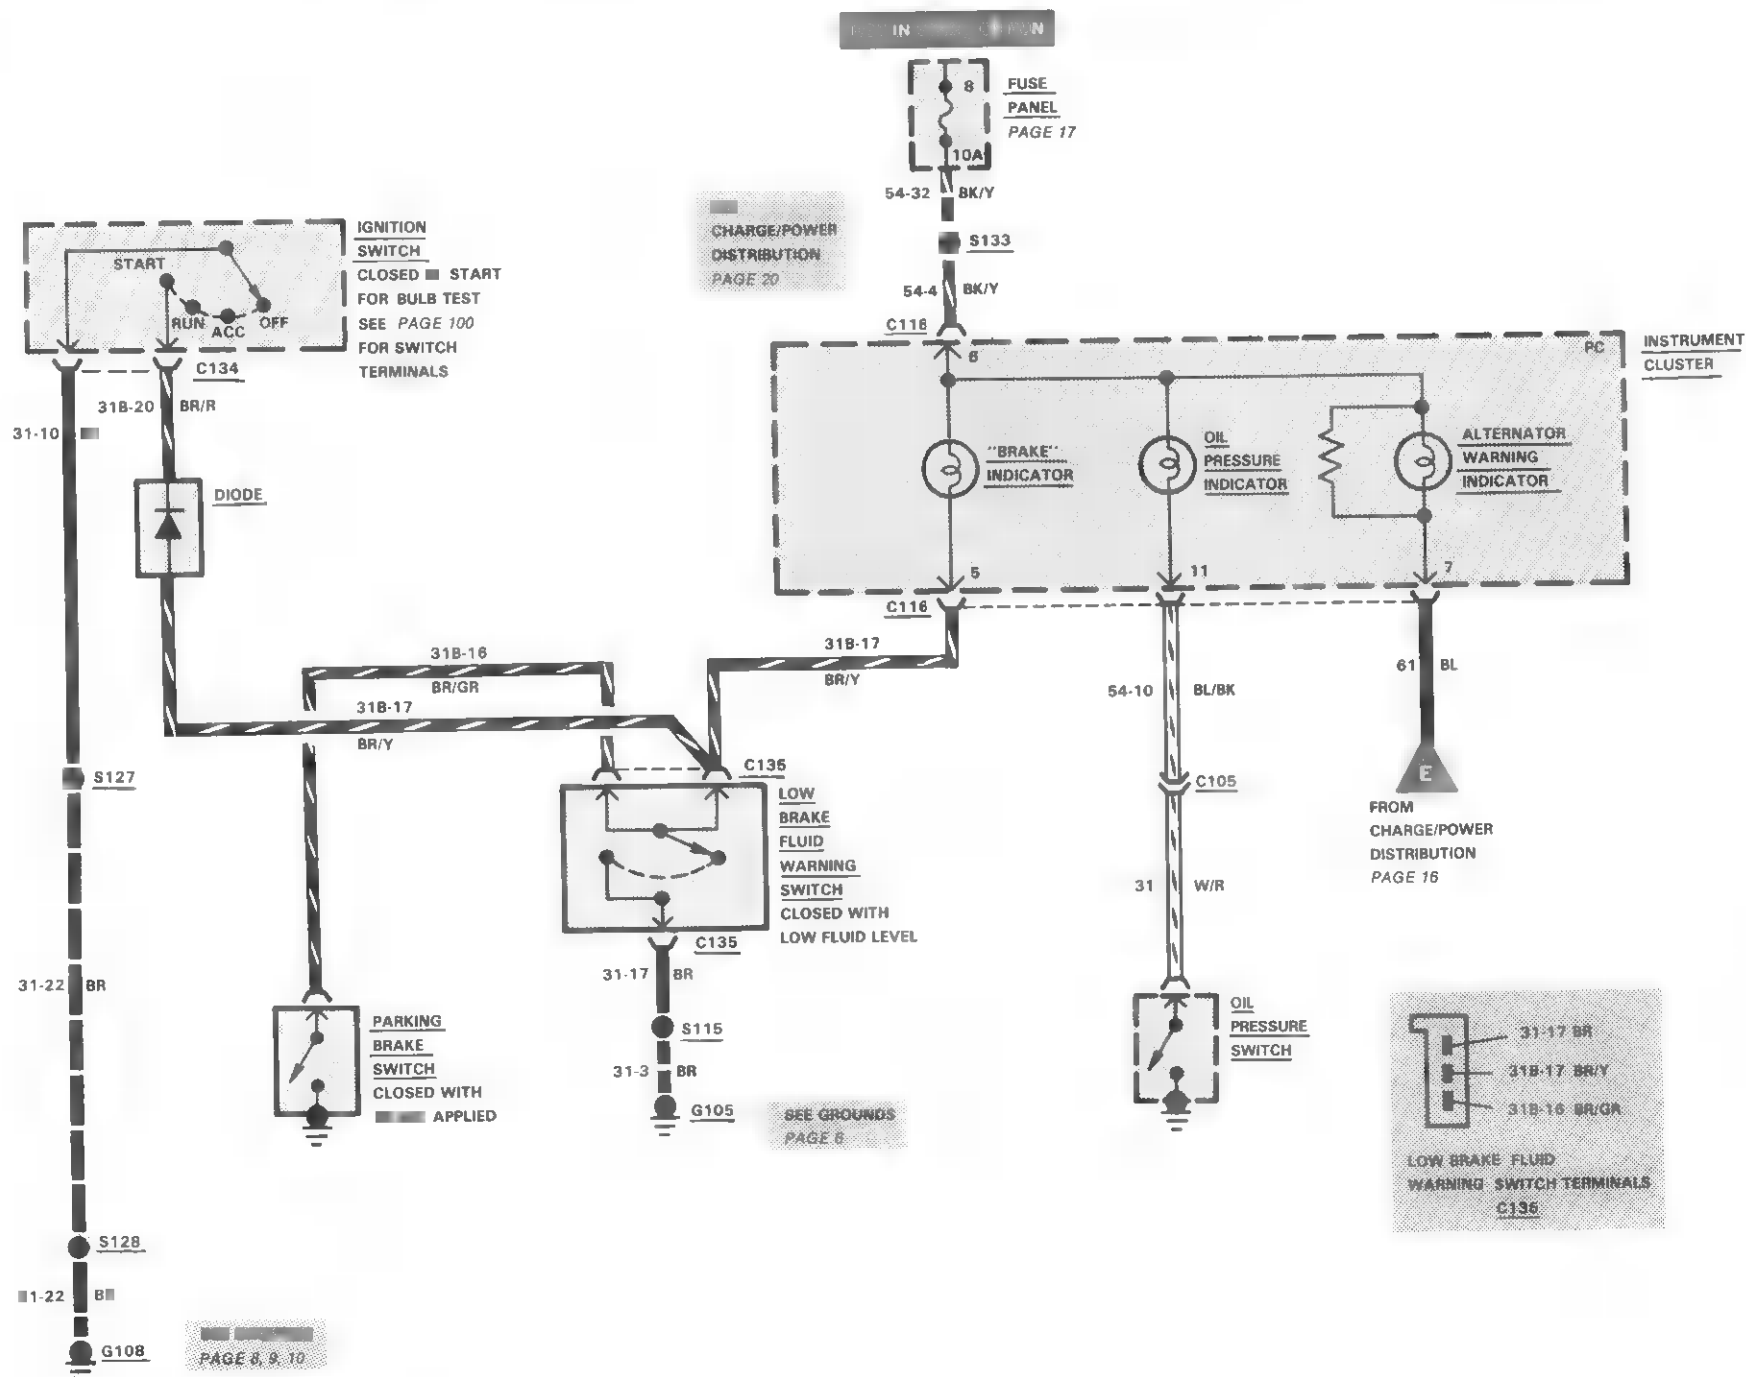 IN
RUN
8
FUSE
PANEL
PAGE 17
10A
54-32 BK/Y
CHARGE/POWER
DISTRIBUTION
PAGE 20
S133
54-4 BK/Y
C116
6
PC
INSTRUMENT
CLUSTER
IGNITION
SWITCH
CLOSED START
FOR BULB TEST
SEE PAGE 100
FOR SWITCH
TERMINALS
START
RUN ACC OFF
C134
31B-20 BR/R
31-10
DIODE
"BRAKE"
INDICATOR
OIL
PRESSURE
INDICATOR
ALTERNATOR
WARNING
INDICATOR
5
11
7
C116
31B-17
BR/Y
31B-16
BR/GR
31B-17
BR/Y
54-10 BL/BK
61 BL
E
FROM
CHARGE/POWER
DISTRIBUTION
PAGE 16
C105
31 W/R
S127
C135
LOW
BRAKE
FLUID
WARNING
SWITCH
CLOSED WITH
LOW FLUID LEVEL
C135
31-17 BR
S115
31-3 BR
G105
SEE GROUNDS
PAGE 6
31-22 BR
PARKING
BRAKE
SWITCH
CLOSED WITH
APPLIED
OIL
PRESSURE
SWITCH
31-17 BR
31B-17 BR/Y
31B-16 BR/GR
LOW BRAKE FLUID
WARNING SWITCH TERMINALS
C135
S128
1-22 B
G108
PAGE 8, 9, 10